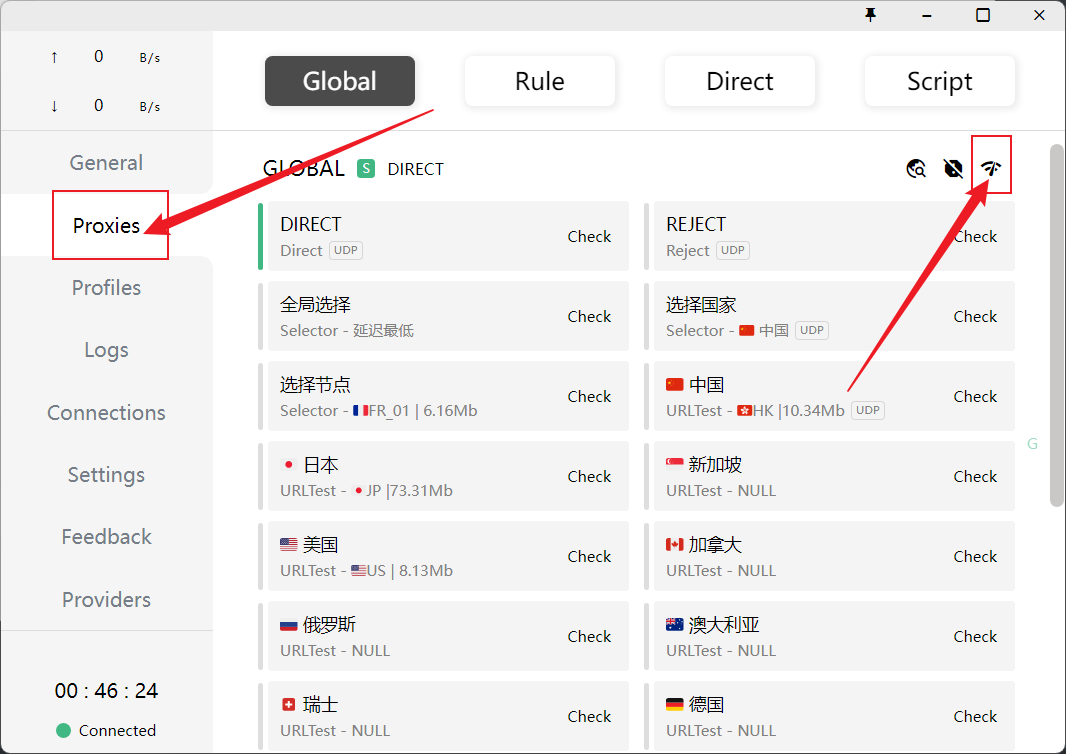 ↑ 0 B/s
↓ 0 B/s
General
Proxies
Profiles
Logs
Connections
Settings
Feedback
Providers
00 : 46 : 24
Connected
Global Rule Direct Script
GLOBAL S DIRECT
DIRECT
Direct UDP
Check
REJECT
Reject UDP
Check
全局选择
Selector - 延迟最低
Check
选择国家
Selector - 🇨🇳 中国 UDP
Check
选择节点
Selector - 🇫🇷FR_01 | 6.16Mb
Check
🇨🇳 中国
URLTest - 🇭🇰HK |10.34Mb UDP
Check
🇯🇵 日本
URLTest - 🇯🇵JP |73.31Mb
Check
🇸🇬 新加坡
URLTest - NULL
Check
🇺🇸 美国
URLTest - 🇺🇸US | 8.13Mb
Check
🇨🇦 加拿大
URLTest - NULL
Check
🇷🇺 俄罗斯
URLTest - NULL
Check
🇦🇺 澳大利亚
URLTest - NULL
Check
🇨🇭 瑞士
URLTest - NULL
Check
🇩🇪 德国
URLTest - NULL
Check
G